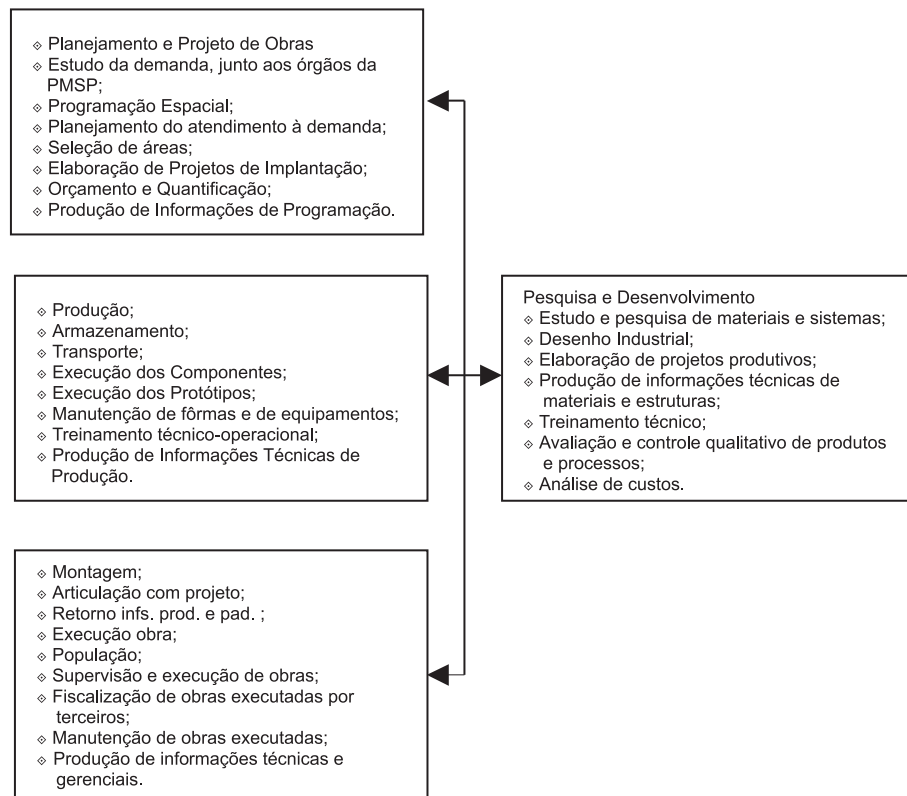 ⟐ Planejamento e Projeto de Obras
⟐ Estudo da demanda, junto aos órgãos da
PMSP;
⟐ Programação Espacial;
⟐ Planejamento do atendimento à demanda;
⟐ Seleção de áreas;
⟐ Elaboração de Projetos de Implantação;
⟐ Orçamento e Quantificação;
⟐ Produção de Informações de Programação.
⟐ Produção;
⟐ Armazenamento;
⟐ Transporte;
⟐ Execução dos Componentes;
⟐ Execução dos Protótipos;
⟐ Manutenção de fôrmas e de equipamentos;
⟐ Treinamento técnico-operacional;
⟐ Produção de Informações Técnicas de
Produção.
Pesquisa e Desenvolvimento
⟐ Estudo e pesquisa de materiais e sistemas;
⟐ Desenho Industrial;
⟐ Elaboração de projetos produtivos;
⟐ Produção de informações técnicas de
materiais e estruturas;
⟐ Treinamento técnico;
⟐ Avaliação e controle qualitativo de produtos
e processos;
⟐ Análise de custos.
⟐ Montagem;
⟐ Articulação com projeto;
⟐ Retorno infs. prod. e pad. ;
⟐ Execução obra;
⟐ População;
⟐ Supervisão e execução de obras;
⟐ Fiscalização de obras executadas por
terceiros;
⟐ Manutenção de obras executadas;
⟐ Produção de informações técnicas e
gerenciais.